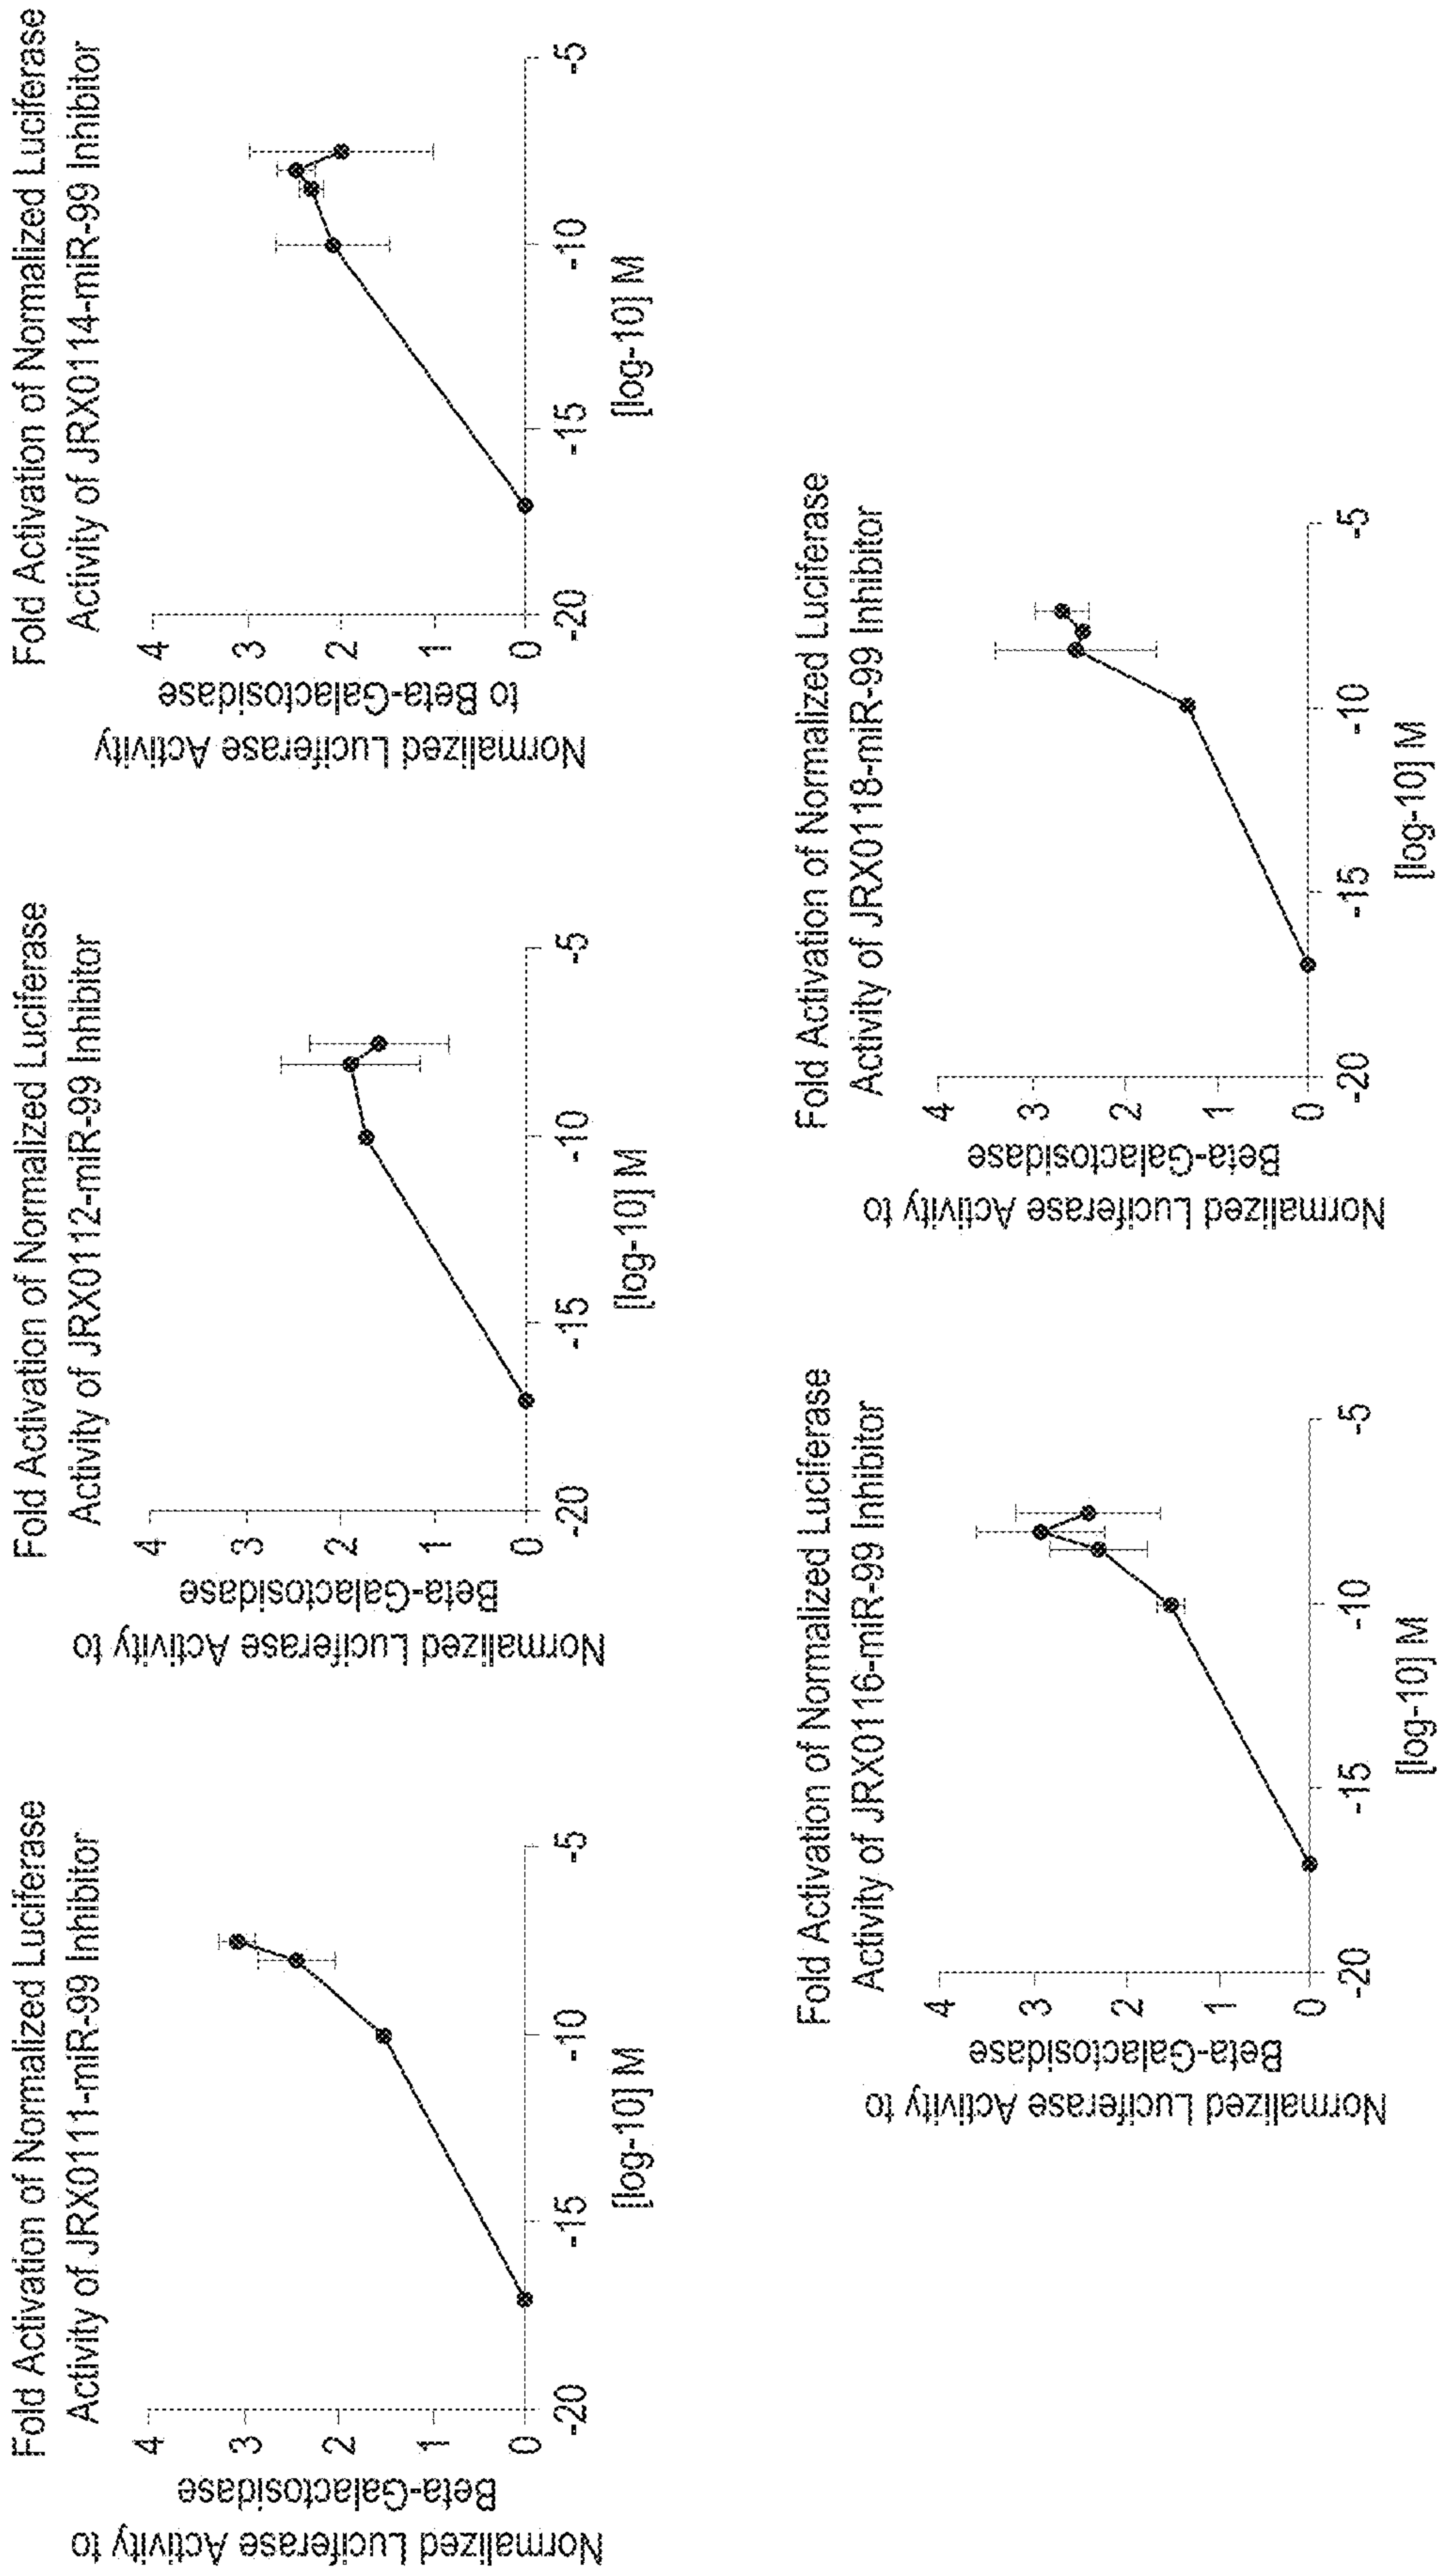 Fold Activation of Normalized Luciferase
Activity of JRX0111-miR-99 Inhibitor
Normalized Luciferase Activity to
Beta-Galactosidase
4
3
2
1
0
-20
-15
-10
-5
[log-10] M
Fold Activation of Normalized Luciferase
Activity of JRX0112-miR-99 Inhibitor
Normalized Luciferase Activity to
Beta-Galactosidase
4
3
2
1
0
-20
-15
-10
-5
[log-10] M
Fold Activation of Normalized Luciferase
Activity of JRX0114-miR-99 Inhibitor
Normalized Luciferase Activity
to Beta-Galactosidase
4
3
2
1
0
-20
-15
-10
-5
[log-10] M
Fold Activation of Normalized Luciferase
Activity of JRX0116-miR-99 Inhibitor
Normalized Luciferase Activity to
Beta-Galactosidase
4
3
2
1
0
-20
-15
-10
-5
[log-10] M
Fold Activation of Normalized Luciferase
Activity of JRX0118-miR-99 Inhibitor
Normalized Luciferase Activity to
Beta-Galactosidase
4
3
2
1
0
-20
-15
-10
-5
[log-10] M